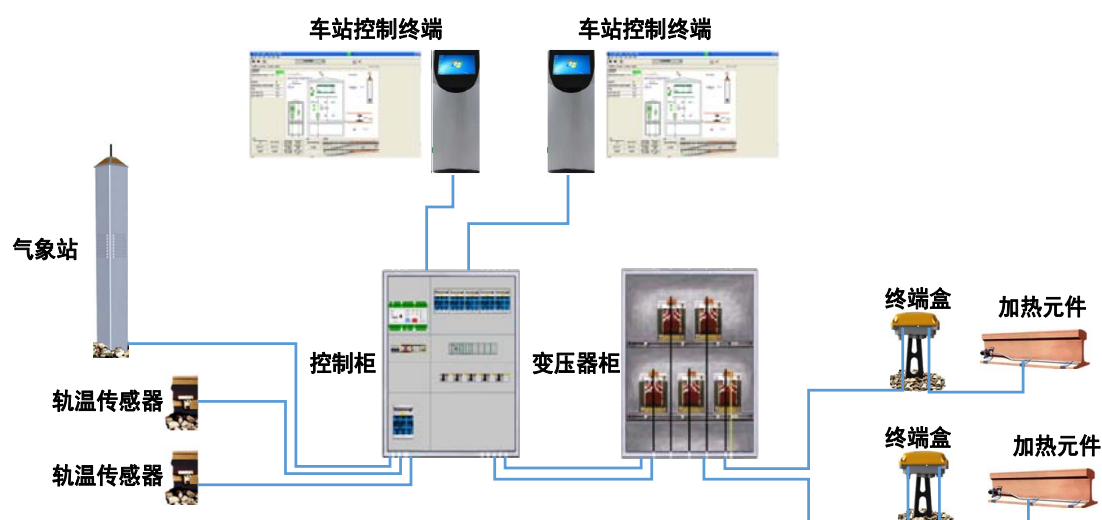 车站控制终端
车站控制终端
气象站
终端盒
加热元件
控制柜
变压器柜
轨温传感器
终端盒
加热元件
轨温传感器